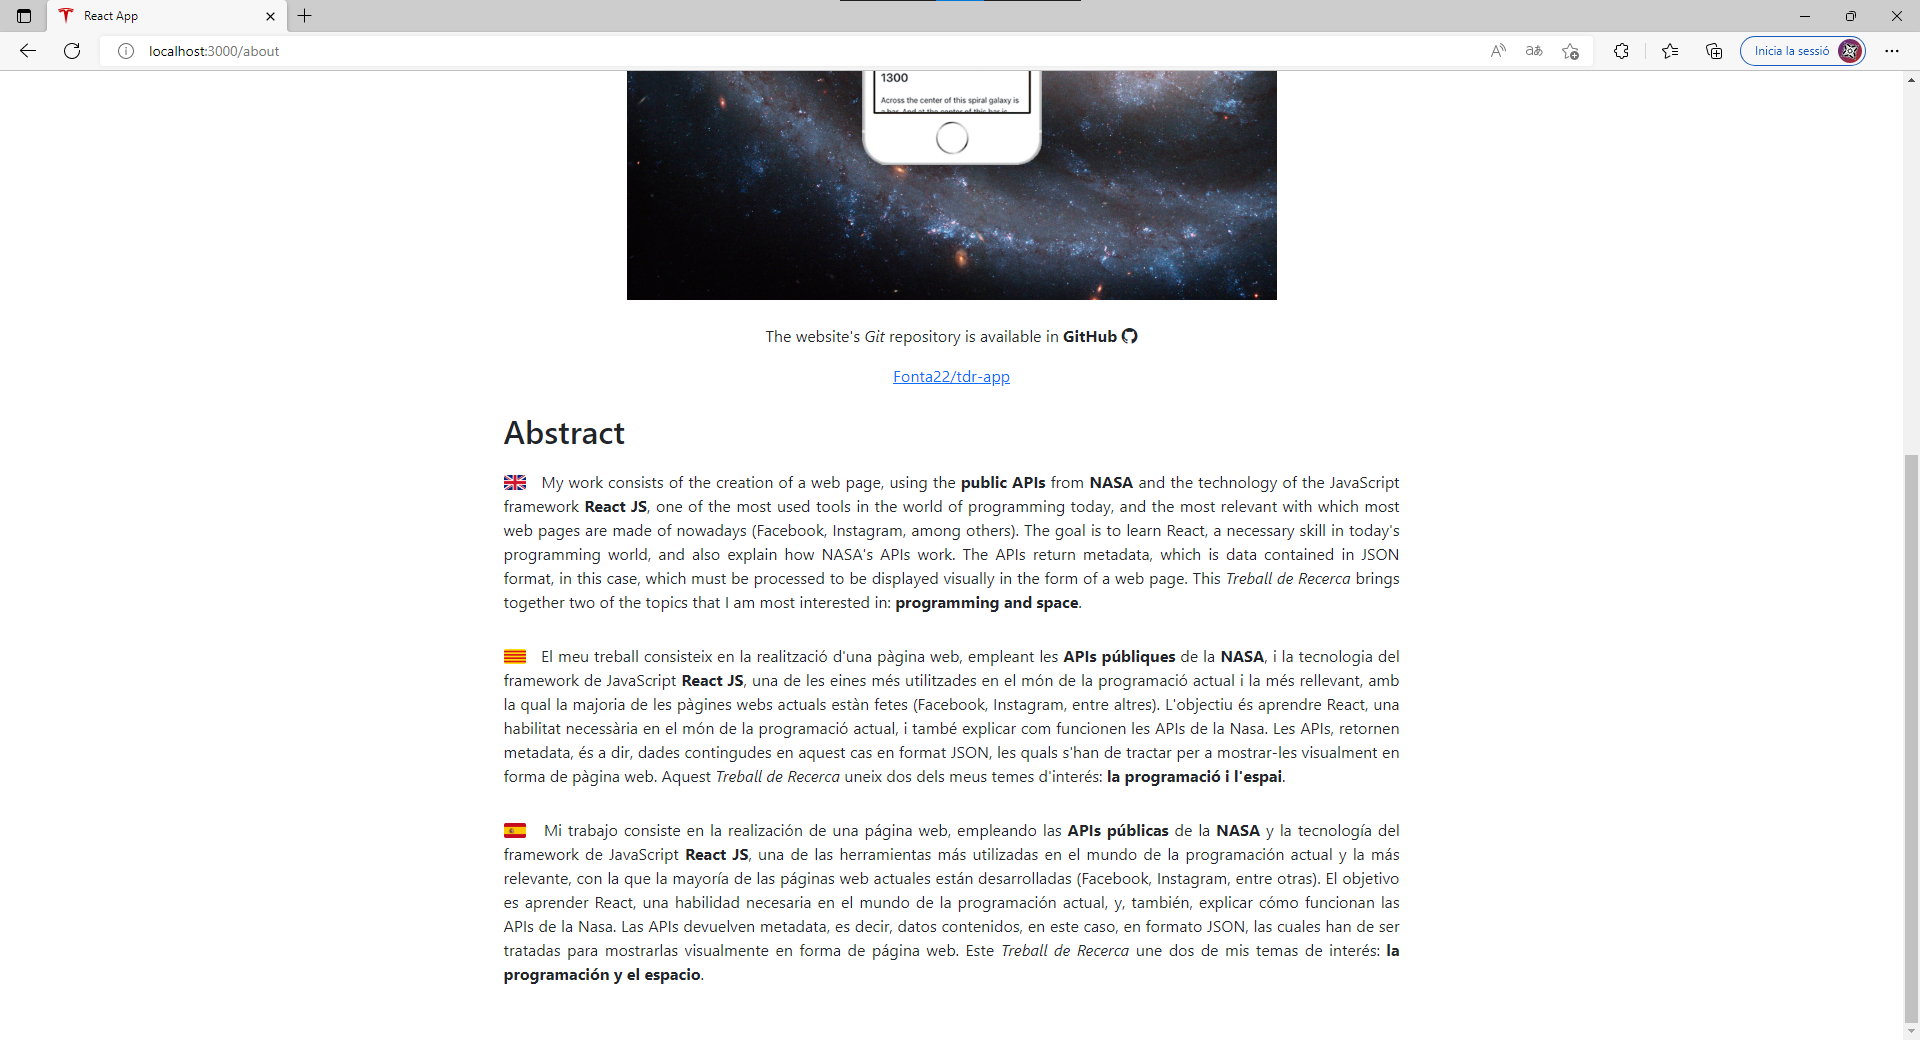 React App
localhost:3000/about
Inicia la sessió
1300
Across the center of this spiral galaxy is
a bar. And at the center of this bar is
The website's Git repository is available in GitHub
Fonta22/tdr-app
Abstract
My work consists of the creation of a web page, using the public APIs from NASA and the technology of the JavaScript
framework React JS, one of the most used tools in the world of programming today, and the most relevant with which most
web pages are made of nowadays (Facebook, Instagram, among others). The goal is to learn React, a necessary skill in today's
programming world, and also explain how NASA's APIs work. The APIs return metadata, which is data contained in JSON
format, in this case, which must be processed to be displayed visually in the form of a web page. This Treball de Recerca brings
together two of the topics that I am most interested in: programming and space.
El meu treball consisteix en la realització d'una pàgina web, empleant les APIs públiques de la NASA, i la tecnologia del
framework de JavaScript React JS, una de les eines més utilitzades en el món de la programació actual i la més rellevant, amb
la qual la majoria de les pàgines webs actuals estàn fetes (Facebook, Instagram, entre altres). L'objectiu és aprendre React, una
habilitat necessària en el món de la programació actual, i també explicar com funcionen les APIs de la Nasa. Les APIs, retornen
metadata, és a dir, dades contingudes en aquest cas en format JSON, les quals s'han de tractar per a mostrar-les visualment en
forma de pàgina web. Aquest Treball de Recerca uneix dos dels meus temes d'interés: la programació i l'espai.
Mi trabajo consiste en la realización de una página web, empleando las APIs públicas de la NASA y la tecnología del
framework de JavaScript React JS, una de las herramientas más utilizadas en el mundo de la programación actual y la más
relevante, con la que la mayoría de las páginas web actuales están desarrolladas (Facebook, Instagram, entre otras). El objetivo
es aprender React, una habilidad necesaria en el mundo de la programación actual, y, también, explicar cómo funcionan las
APIs de la Nasa. Las APIs devuelven metadata, es decir, datos contenidos, en este caso, en formato JSON, las cuales han de ser
tratadas para mostrarlas visualmente en forma de página web. Este Treball de Recerca une dos de mis temas de interés: la
programación y el espacio.